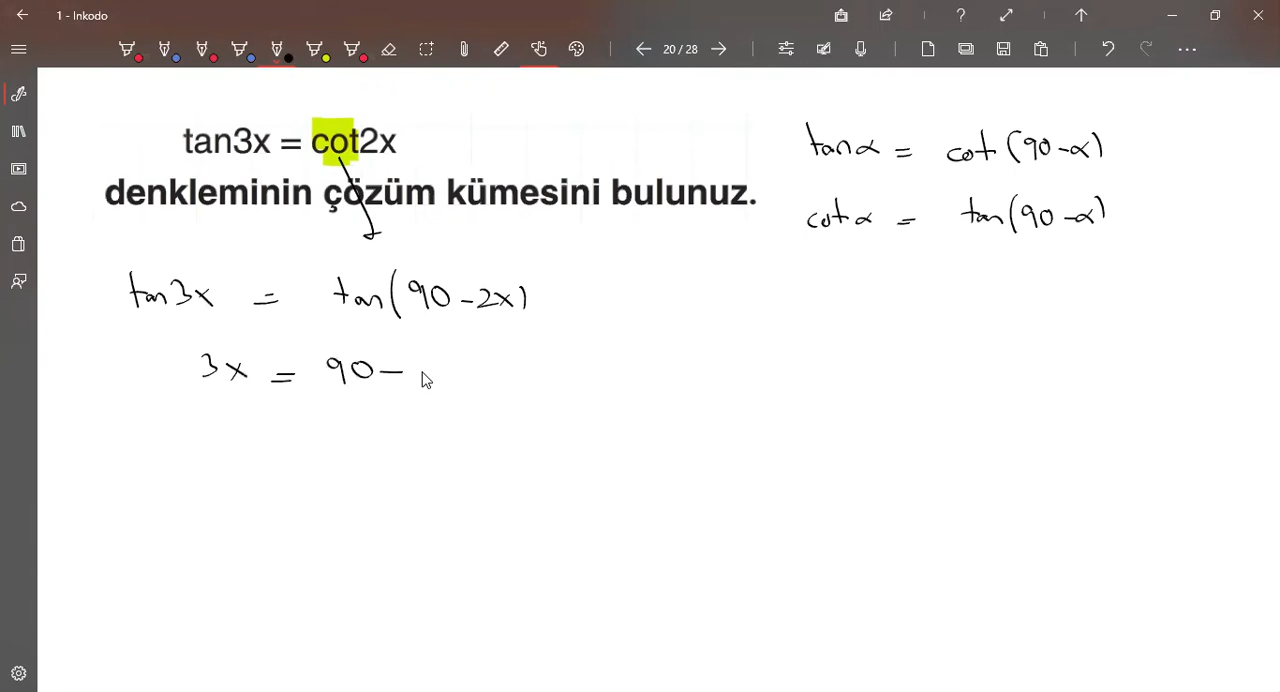 1 - Inkodo
20 / 28
tan3x = cot2x
denkleminin çözüm kümesini bulunuz.
tanα = cot(90-α)
cotα = tan(90-α)
tan3x = tan(90-2x)
3x = 90-